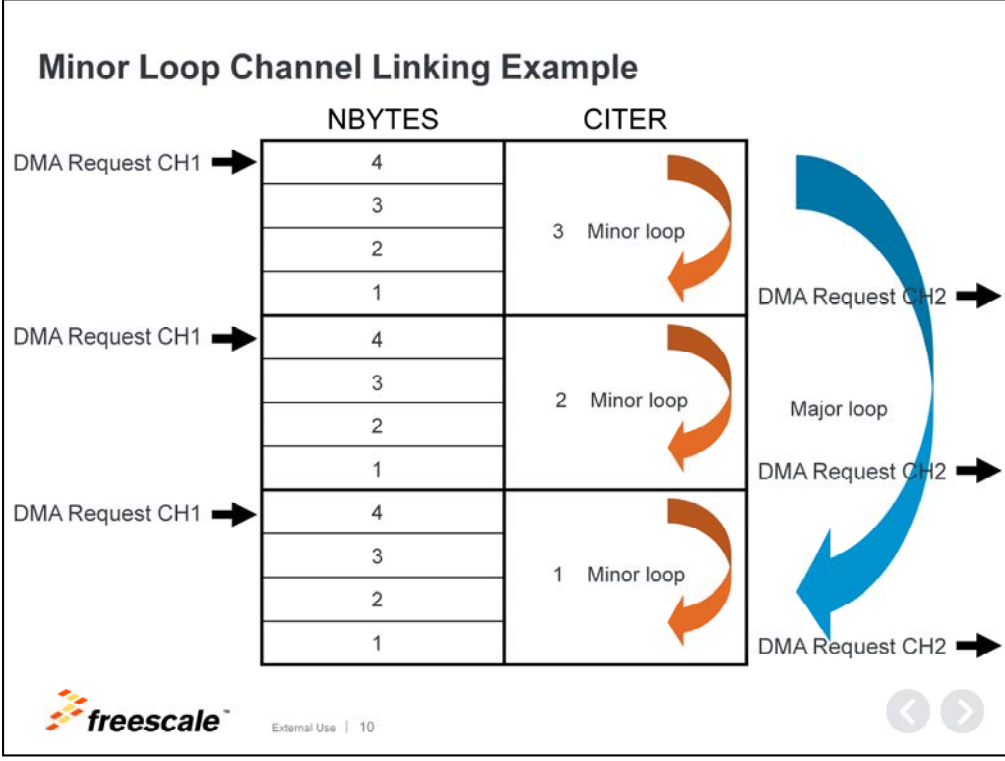 Minor Loop Channel Linking Example
NBYTES CITER
DMA Request CH1 4
3
3 Minor loop
2
1
DMA Request CH2
DMA Request CH1 4
3
2 Minor loop
Major loop
2
1
DMA Request CH2
DMA Request CH1 4
3
1 Minor loop
2
1
DMA Request CH2
freescale™
External Use | 10